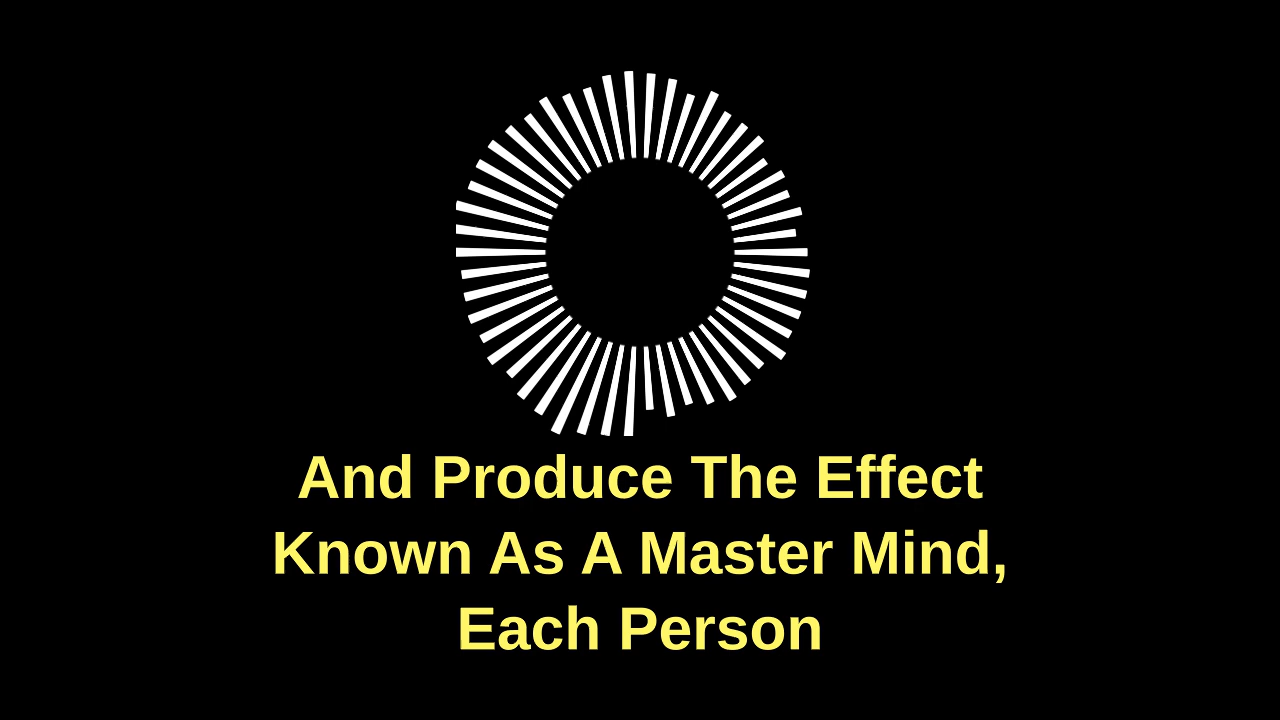 And Produce The Effect
Known As A Master Mind,
Each Person